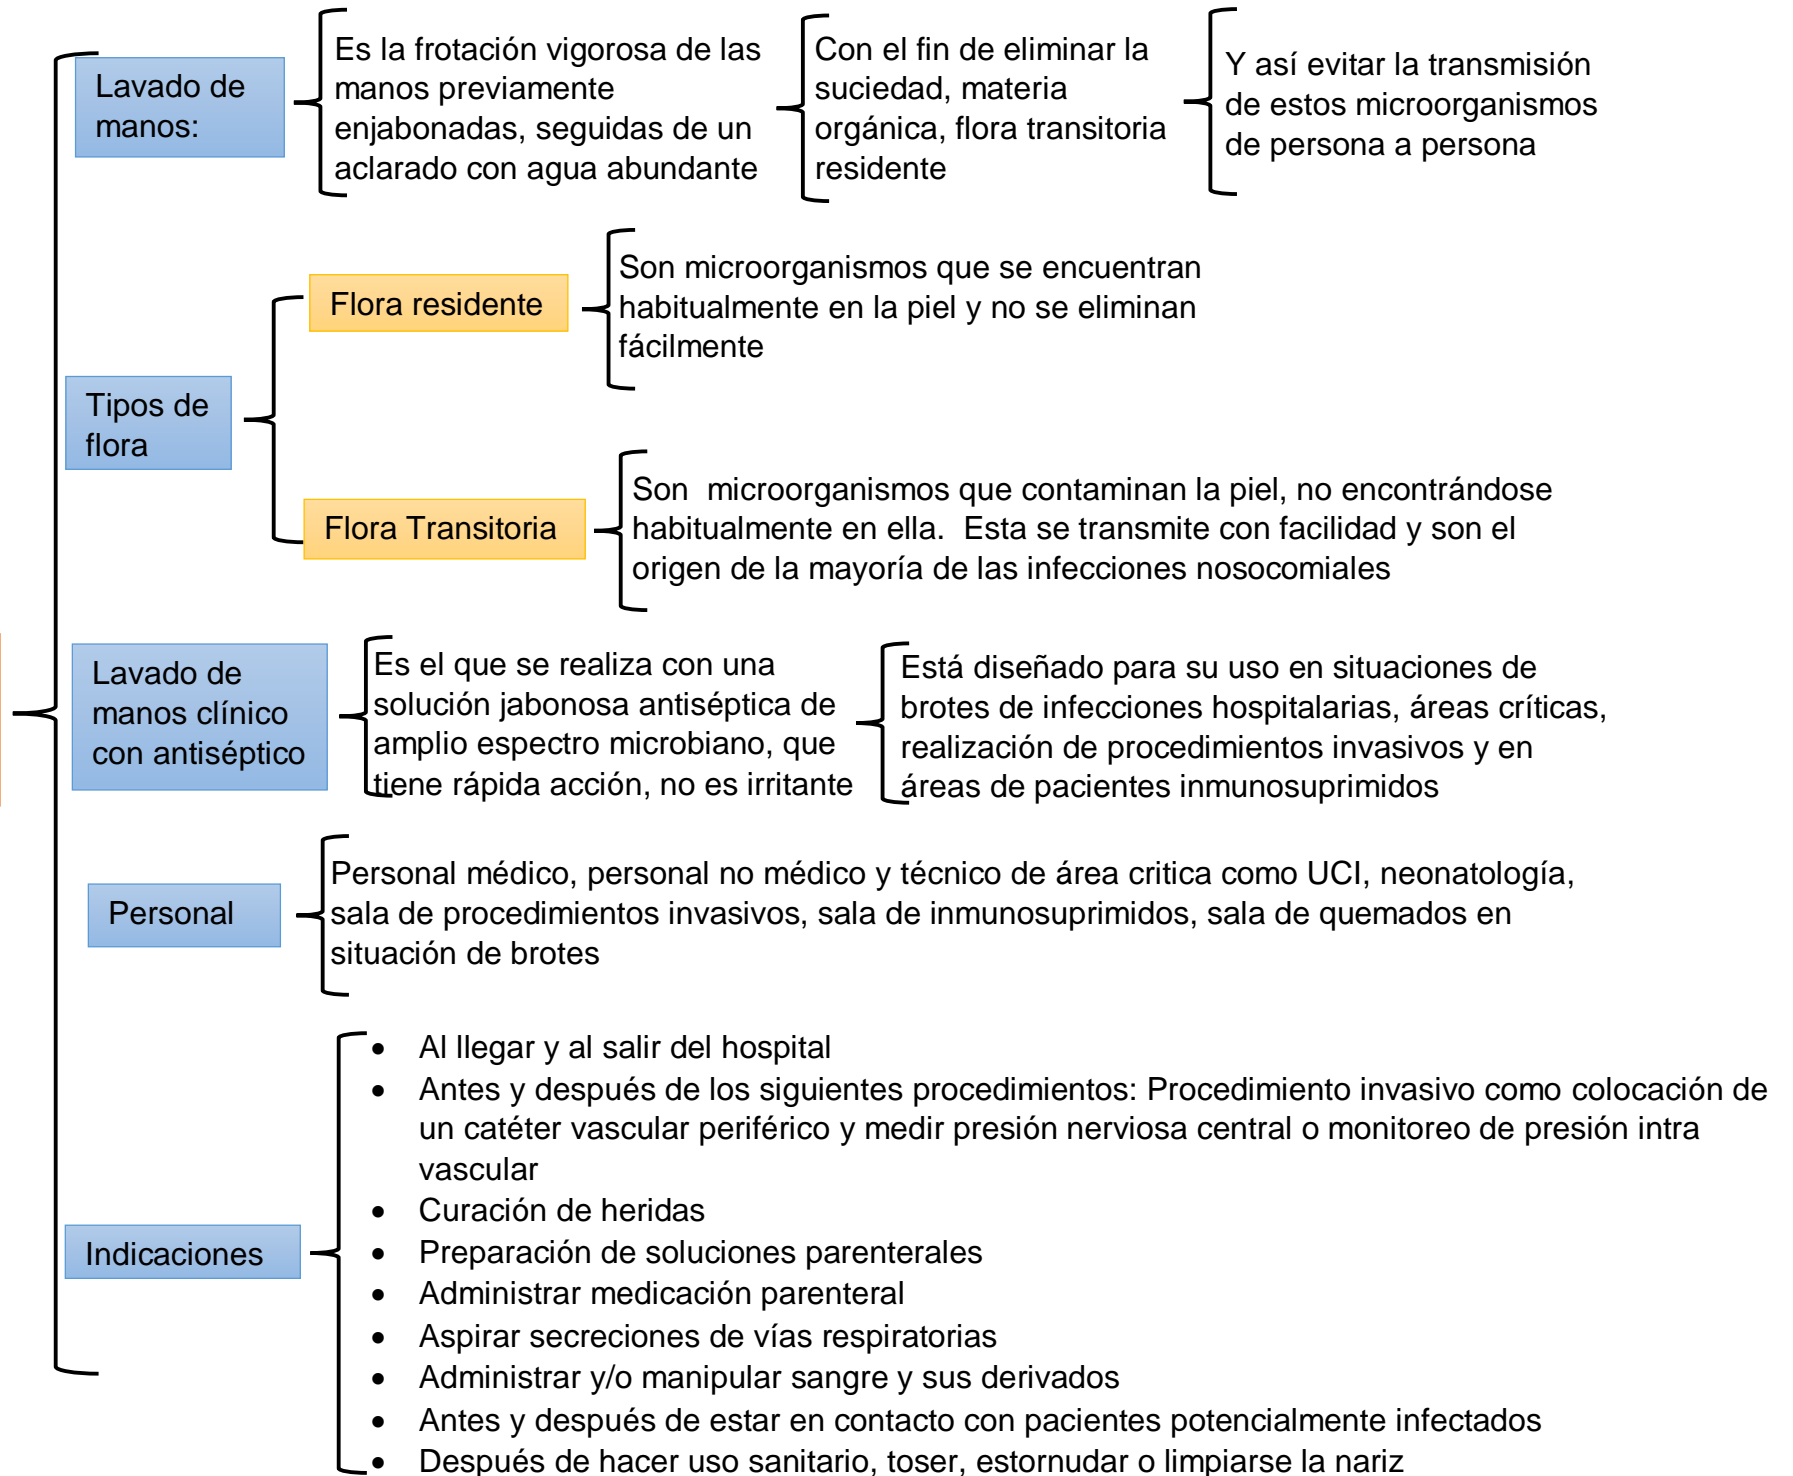 Lavado de
manos:
Es la frotación vigorosa de las
manos previamente
enjabonadas, seguidas de un
aclarado con agua abundante
Con el fin de eliminar la
suciedad, materia
orgánica, flora transitoria
residente
Y así evitar la transmisión
de estos microorganismos
de persona a persona
Tipos de
flora
Flora residente
Son microorganismos que se encuentran
habitualmente en la piel y no se eliminan
fácilmente
Flora Transitoria
Son  microorganismos que contaminan la piel, no encontrándose
habitualmente en ella.  Esta se transmite con facilidad y son el
origen de la mayoría de las infecciones nosocomiales
Lavado de
manos clínico
con antiséptico
Es el que se realiza con una
solución jabonosa antiséptica de
amplio espectro microbiano, que
tiene rápida acción, no es irritante
Está diseñado para su uso en situaciones de
brotes de infecciones hospitalarias, áreas críticas,
realización de procedimientos invasivos y en
áreas de pacientes inmunosuprimidos
Personal
Personal médico, personal no médico y técnico de área critica como UCI, neonatología,
sala de procedimientos invasivos, sala de inmunosuprimidos, sala de quemados en
situación de brotes
Indicaciones
• Al llegar y al salir del hospital
• Antes y después de los siguientes procedimientos: Procedimiento invasivo como colocación de
un catéter vascular periférico y medir presión nerviosa central o monitoreo de presión intra
vascular
• Curación de heridas
• Preparación de soluciones parenterales
• Administrar medicación parenteral
• Aspirar secreciones de vías respiratorias
• Administrar y/o manipular sangre y sus derivados
• Antes y después de estar en contacto con pacientes potencialmente infectados
• Después de hacer uso sanitario, toser, estornudar o limpiarse la nariz